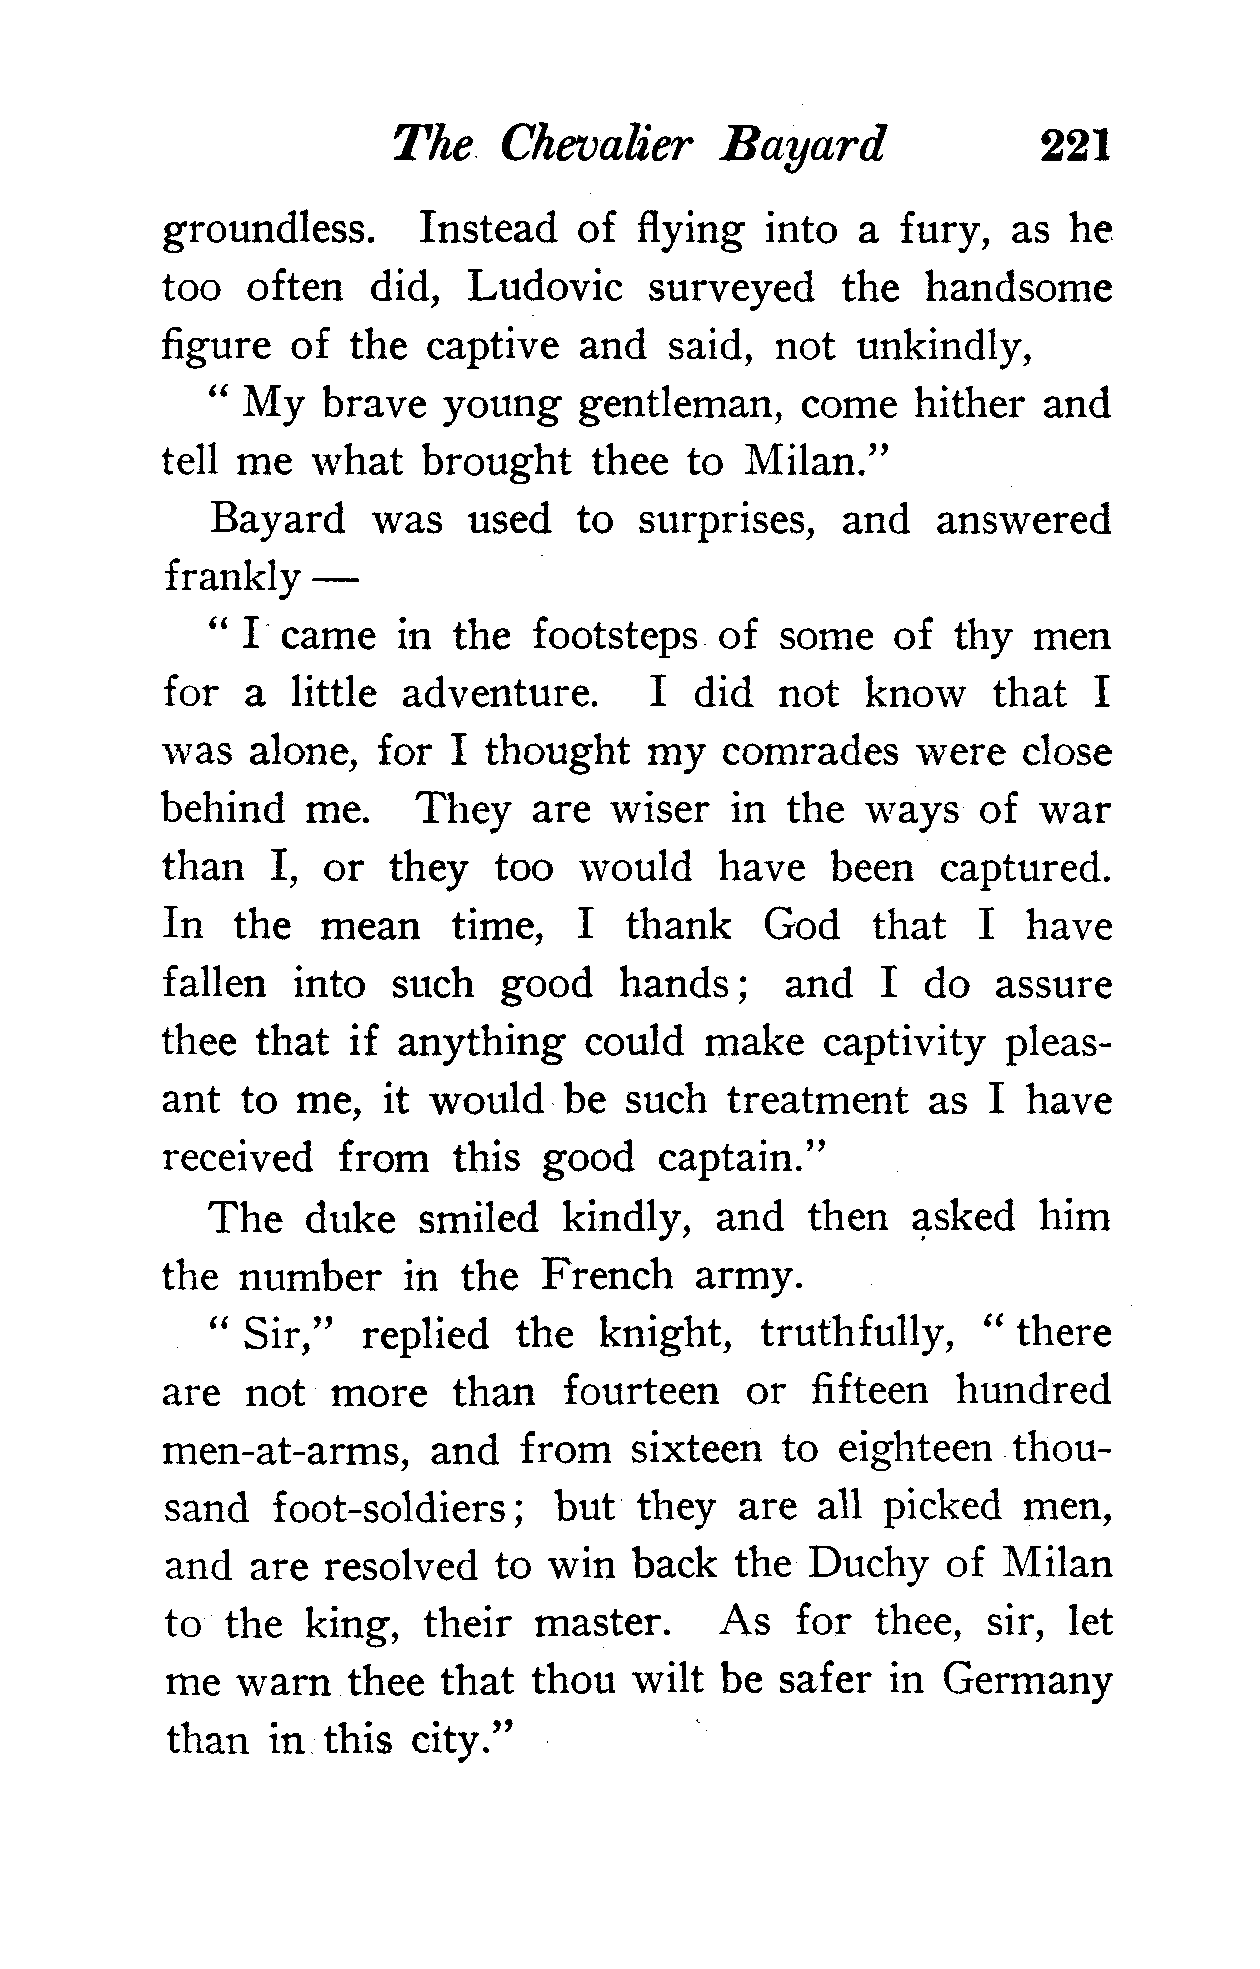 The Chevalier Bayard 221
groundless. Instead of flying into a fury, as he
too often did, Ludovic surveyed the handsome
figure of the captive and said, not unkindly,
" My brave young gentleman, come hither and
tell me what brought thee to Milan."
Bayard was used to surprises, and answered
frankly —
" I came in the footsteps of some of thy men
for a little adventure. I did not know that I
was alone, for I thought my comrades were close
behind me. They are wiser in the ways of war
than I, or they too would have been captured.
In the mean time, I thank God that I have
fallen into such good hands; and I do assure
thee that if anything could make captivity pleas-
ant to me, it would be such treatment as I have
received from this good captain."
The duke smiled kindly, and then asked him
the number in the French army.
" Sir," replied the knight, truthfully, " there
are not more than fourteen or fifteen hundred
men-at-arms, and from sixteen to eighteen thou-
sand foot-soldiers; but they are all picked men,
and are resolved to win back the Duchy of Milan
to the king, their master. As for thee, sir, let
me warn thee that thou wilt be safer in Germany
than in this city."